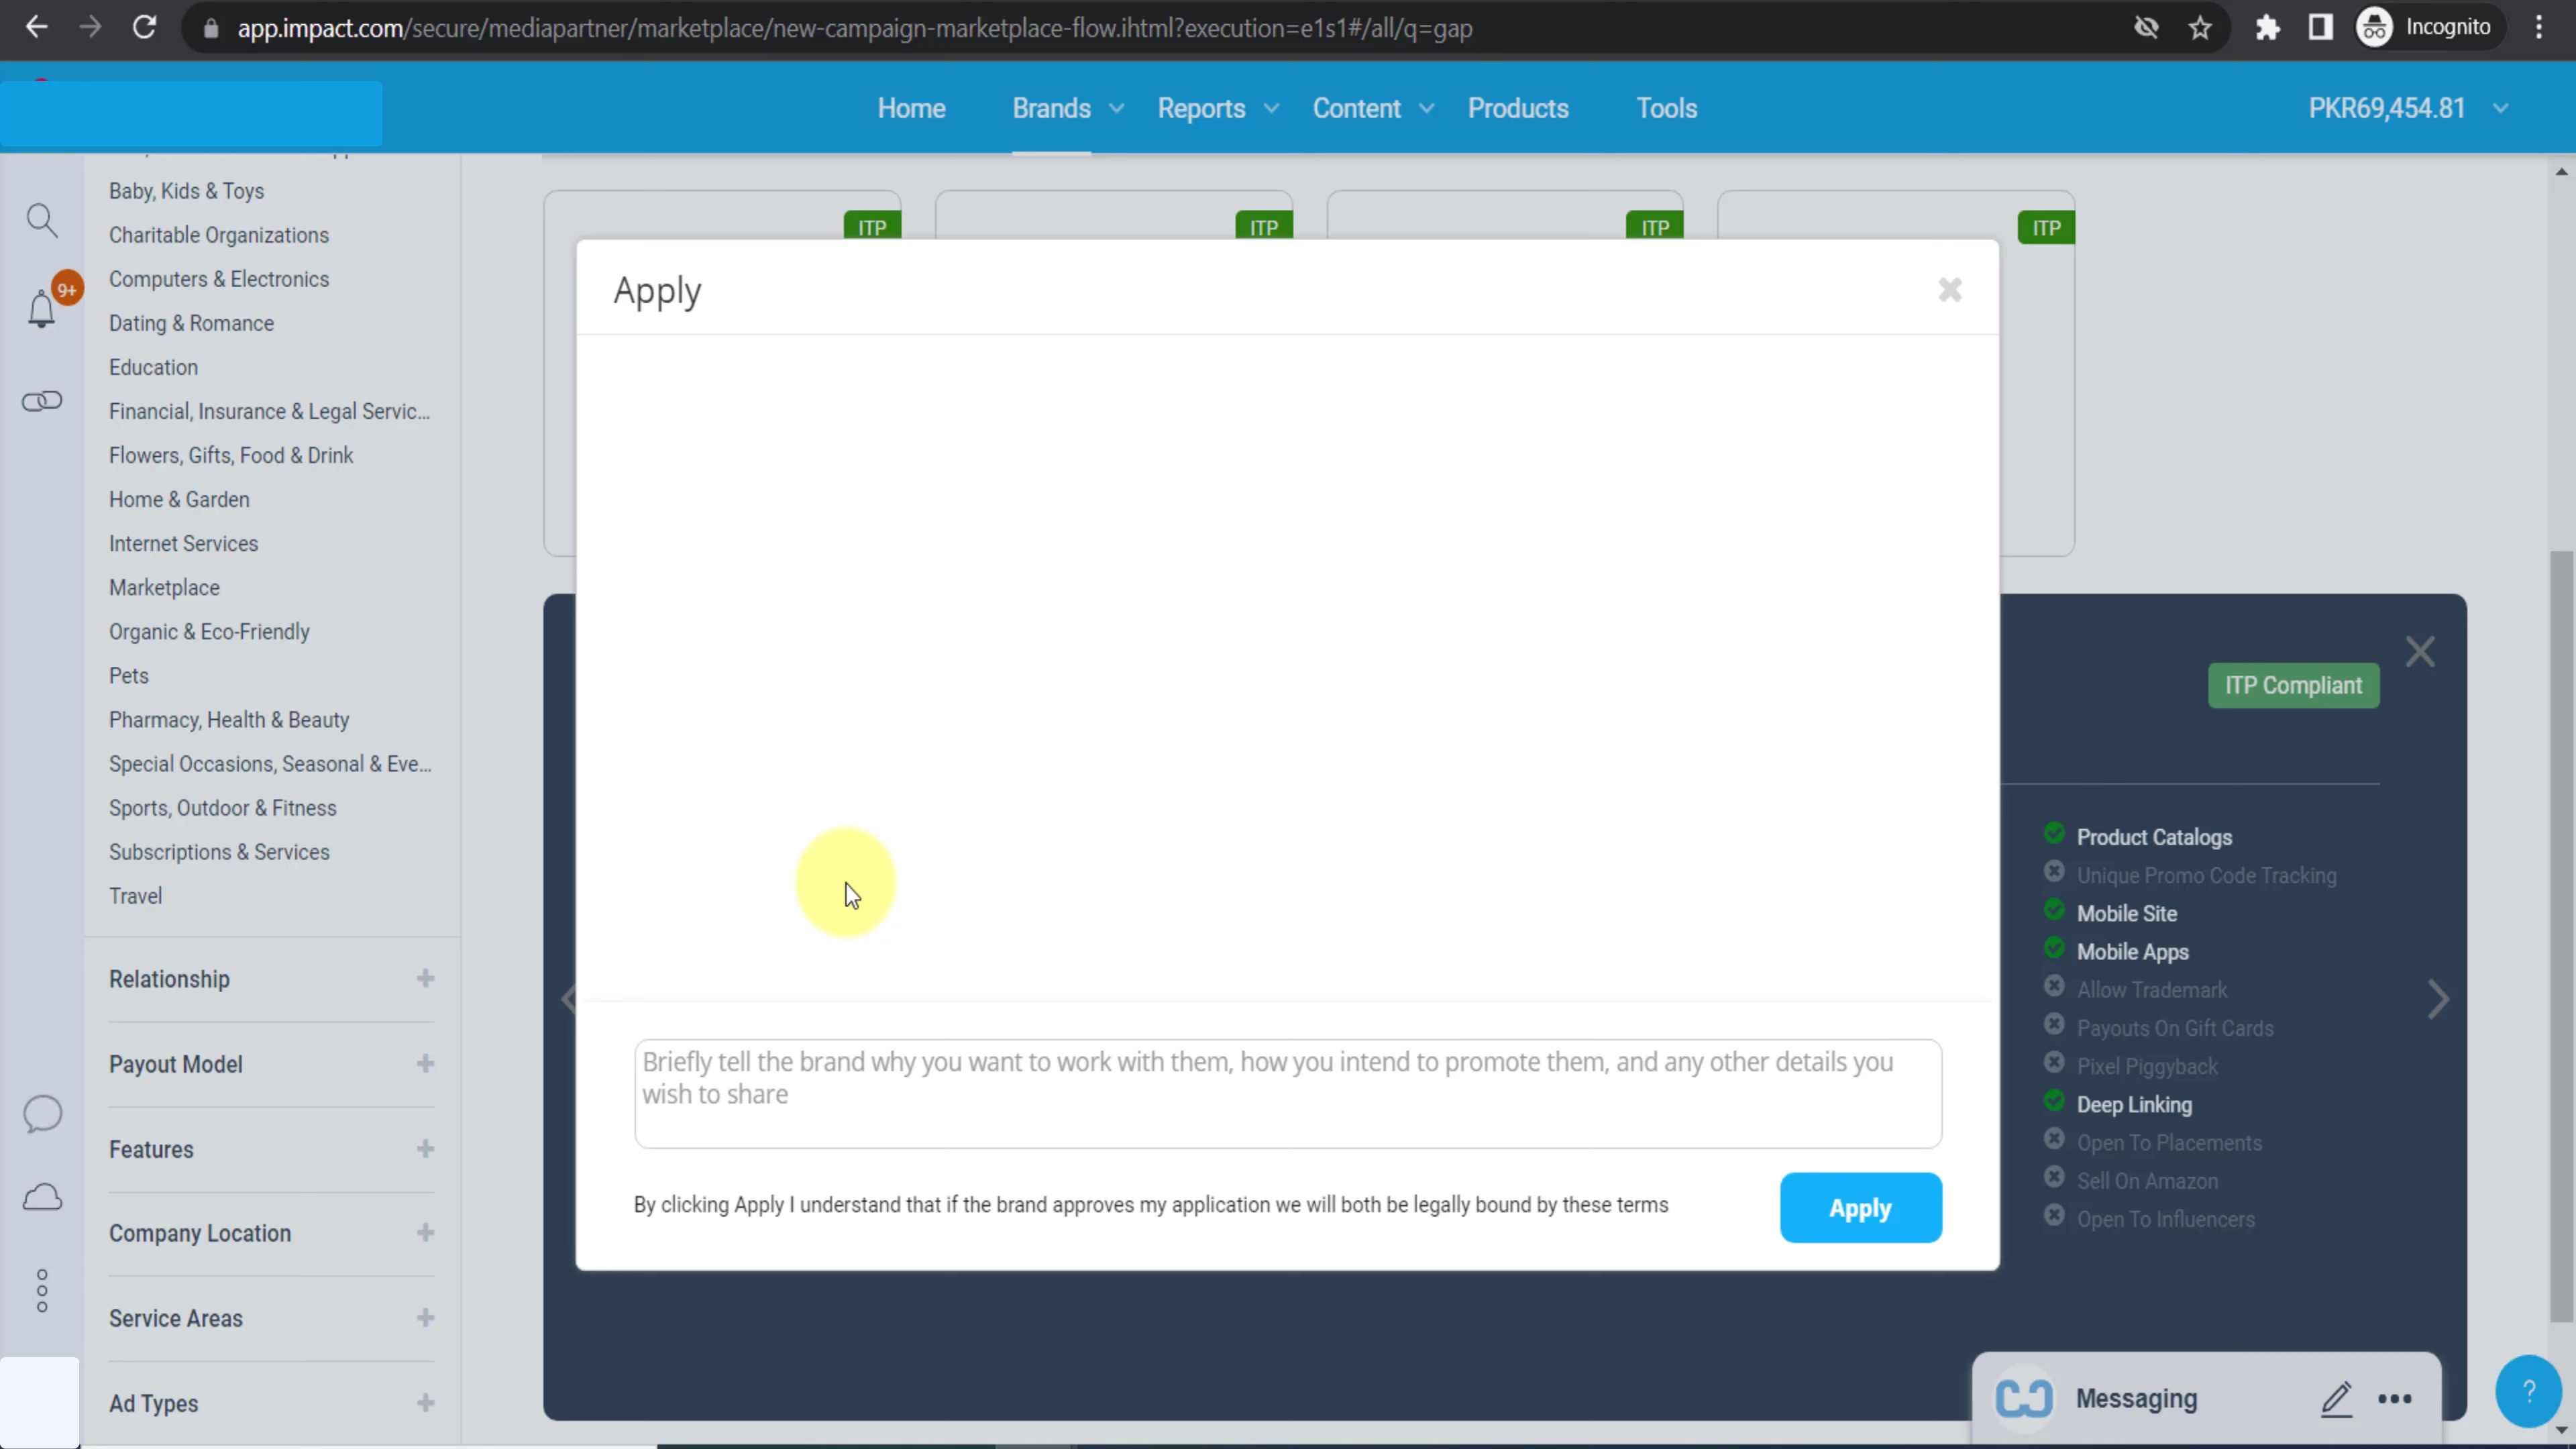 app.impact.com/secure/mediapartner/marketplace/new-campaign-marketplace-flow.ihtml?execution=e1s1#/all/q=gap
Incognito
Home
Brands
Reports
Content
Products
Tools
PKR69,454.81
9+
Baby, Kids & Toys
Charitable Organizations
Computers & Electronics
Dating & Romance
Education
Financial, Insurance & Legal Servic...
Flowers, Gifts, Food & Drink
Home & Garden
Internet Services
Marketplace
Organic & Eco-Friendly
Pets
Pharmacy, Health & Beauty
Special Occasions, Seasonal & Eve...
Sports, Outdoor & Fitness
Subscriptions & Services
Travel
Relationship
Payout Model
Features
Company Location
Service Areas
Ad Types
ITP
ITP
ITP
ITP
Apply
Briefly tell the brand why you want to work with them, how you intend to promote them, and any other details you
wish to share
By clicking Apply I understand that if the brand approves my application we will both be legally bound by these terms
Apply
ITP Compliant
Product Catalogs
Unique Promo Code Tracking
Mobile Site
Mobile Apps
Allow Trademark
Payouts On Gift Cards
Pixel Piggyback
Deep Linking
Open To Placements
Sell On Amazon
Open To Influencers
Messaging
?